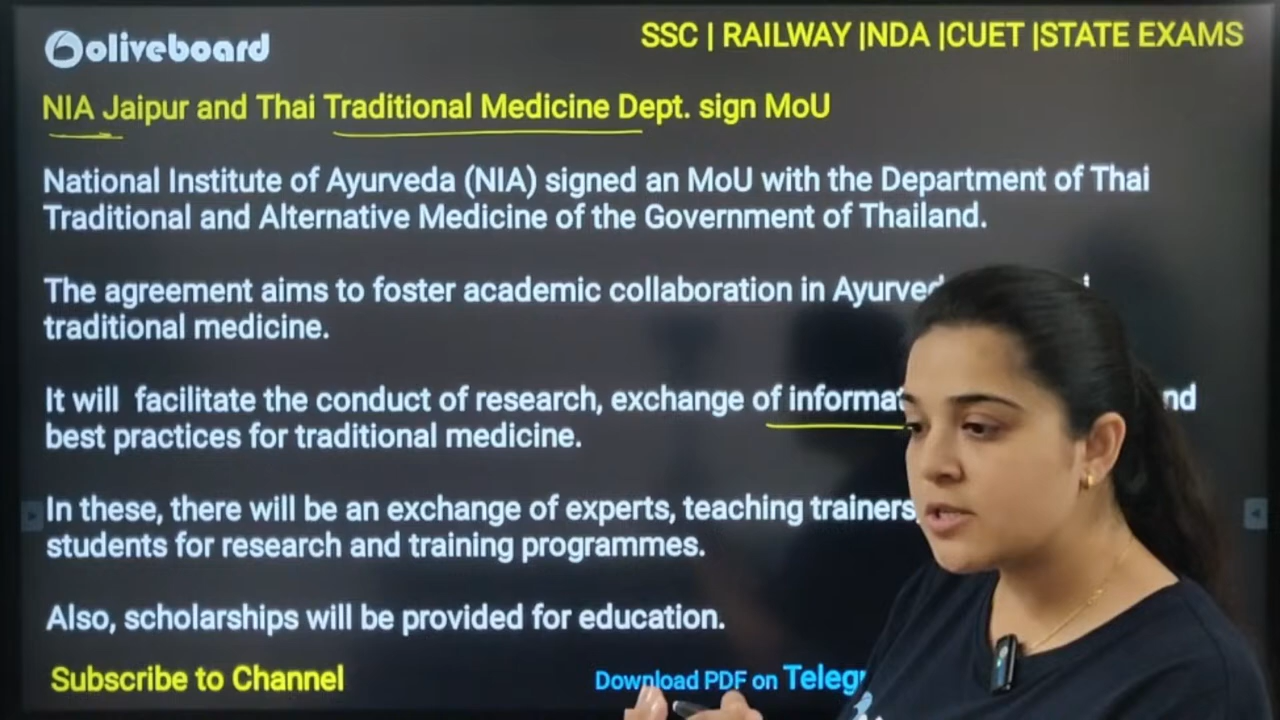 oliveboard
SSC | RAILWAY |NDA |CUET |STATE EXAMS
NIA Jaipur and Thai Traditional Medicine Dept. sign MoU
National Institute of Ayurveda (NIA) signed an MoU with the Department of Thai
Traditional and Alternative Medicine of the Government of Thailand.
The agreement aims to foster academic collaboration in
traditional medicine.
It will facilitate the conduct of research, exchange of
best practices for traditional medicine.
In these, there will be an exchange of experts, teaching trainers
students for research and training programmes.
Also, scholarships will be provided for education.
Subscribe to Channel
Download PDF on